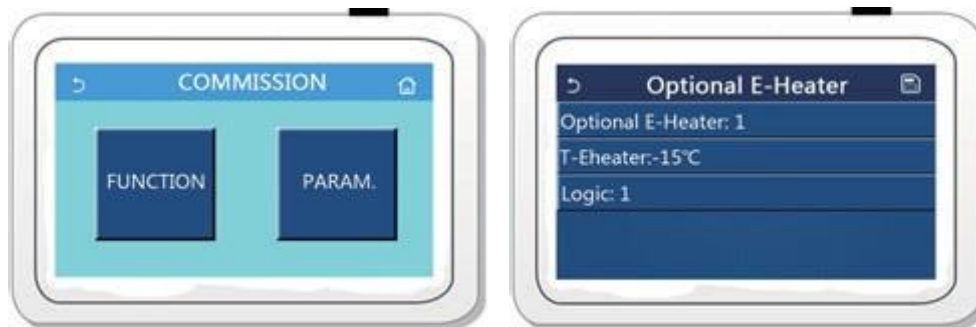 COMMISSION
FUNCTION
PARAM.
Optional E-Heater
Optional E-Heater: 1
T-Eheater:-15℃
Logic: 1